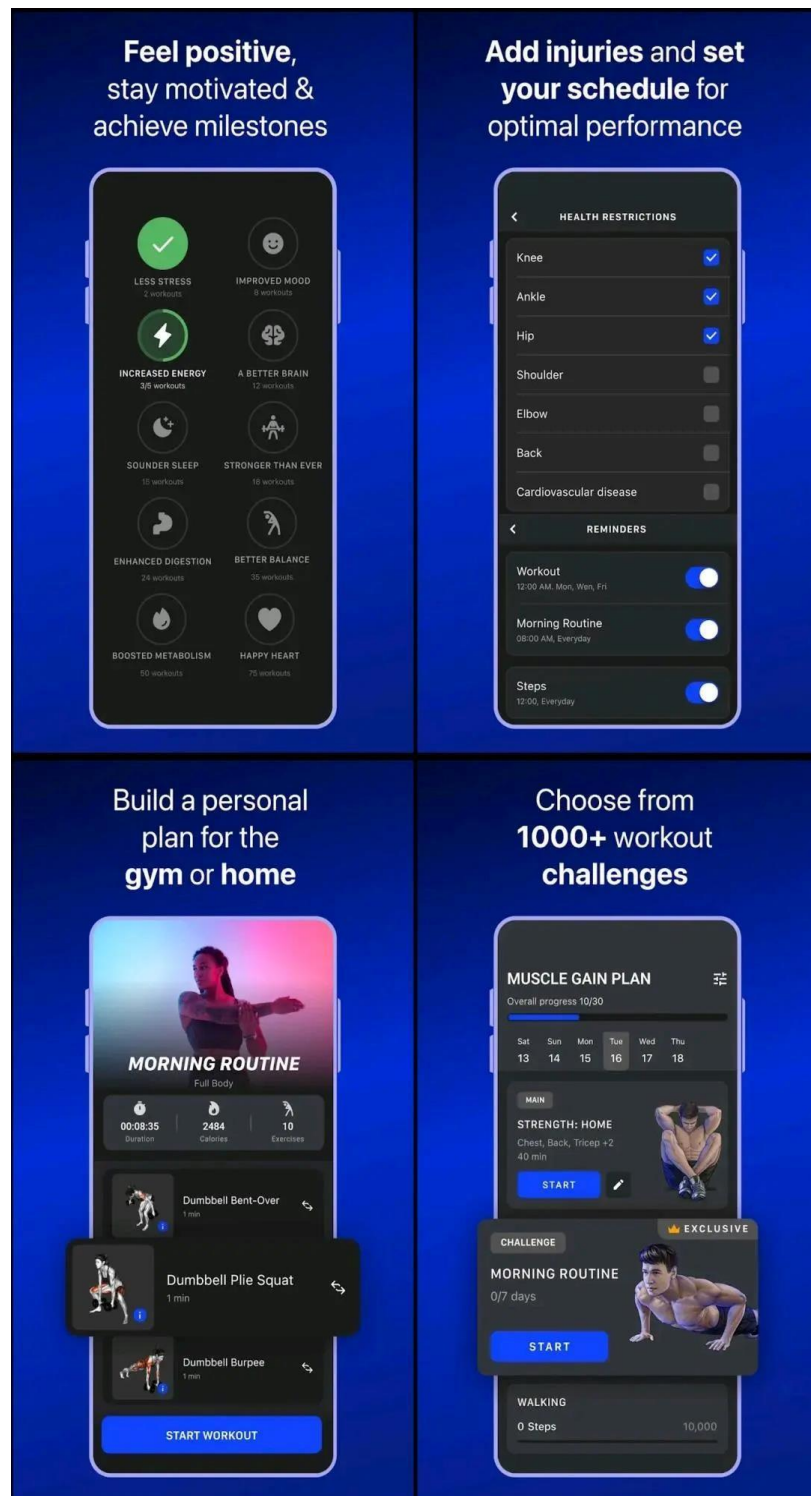 Feel positive,
stay motivated &
achieve milestones
LESS STRESS
2 workouts
IMPROVED MOOD
8 workouts
INCREASED ENERGY
3/5 workouts
A BETTER BRAIN
12 workouts
SOUNDER SLEEP
15 workouts
STRONGER THAN EVER
18 workouts
ENHANCED DIGESTION
24 workouts
BETTER BALANCE
35 workouts
BOOSTED METABOLISM
50 workouts
HAPPY HEART
75 workouts
Add injuries and set
your schedule for
optimal performance
HEALTH RESTRICTIONS
Knee
Ankle
Hip
Shoulder
Elbow
Back
Cardiovascular disease
REMINDERS
Workout
12:00 AM. Mon, Wen, Fri
Morning Routine
08:00 AM, Everyday
Steps
12:00, Everyday
Build a personal
plan for the
gym or home
MORNING ROUTINE
Full Body
00:08:35
Duration
2484
Calories
10
Exercises
Dumbbell Bent-Over
1 min
Dumbbell Plie Squat
1 min
Dumbbell Burpee
1 min
START WORKOUT
Choose from
1000+ workout
challenges
MUSCLE GAIN PLAN
Overall progress 10/30
Sat Sun Mon Tue Wed Thu
13 14 15 16 17 18
MAIN
STRENGTH: HOME
Chest, Back, Tricep +2
40 min
START
EXCLUSIVE
CHALLENGE
MORNING ROUTINE
0/7 days
START
WALKING
0 Steps 10,000